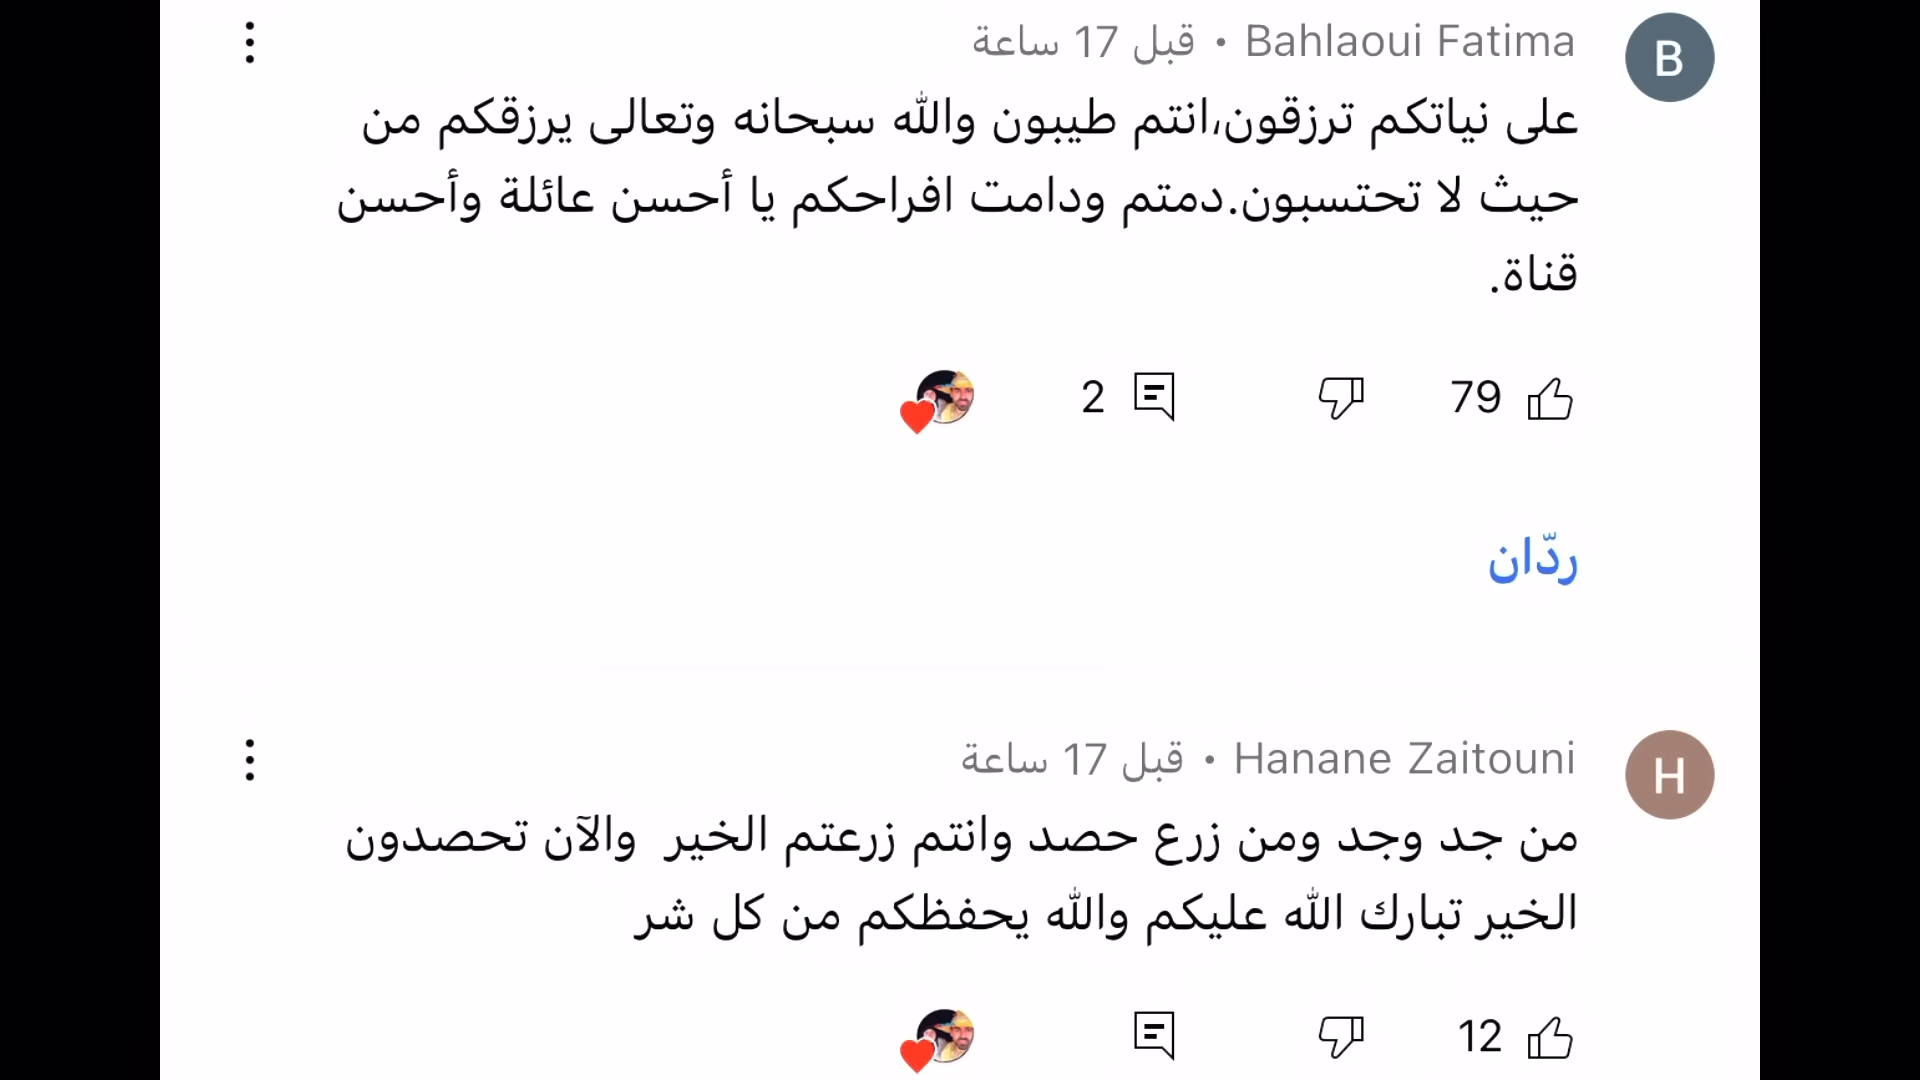 Bahlaoui Fatima • قبل 17 ساعة
B
على نياتكم ترزقون،انتم طيبون والله سبحانه وتعالى يرزقكم من
حيث لا تحتسبون.دمتم ودامت افراحكم يا أحسن عائلة وأحسن
قناة.
79 2
ردّان
Hanane Zaitouni • قبل 17 ساعة
H
من جد وجد ومن زرع حصد وانتم زرعتم الخير والآن تحصدون
الخير تبارك الله عليكم والله يحفظكم من كل شر
12